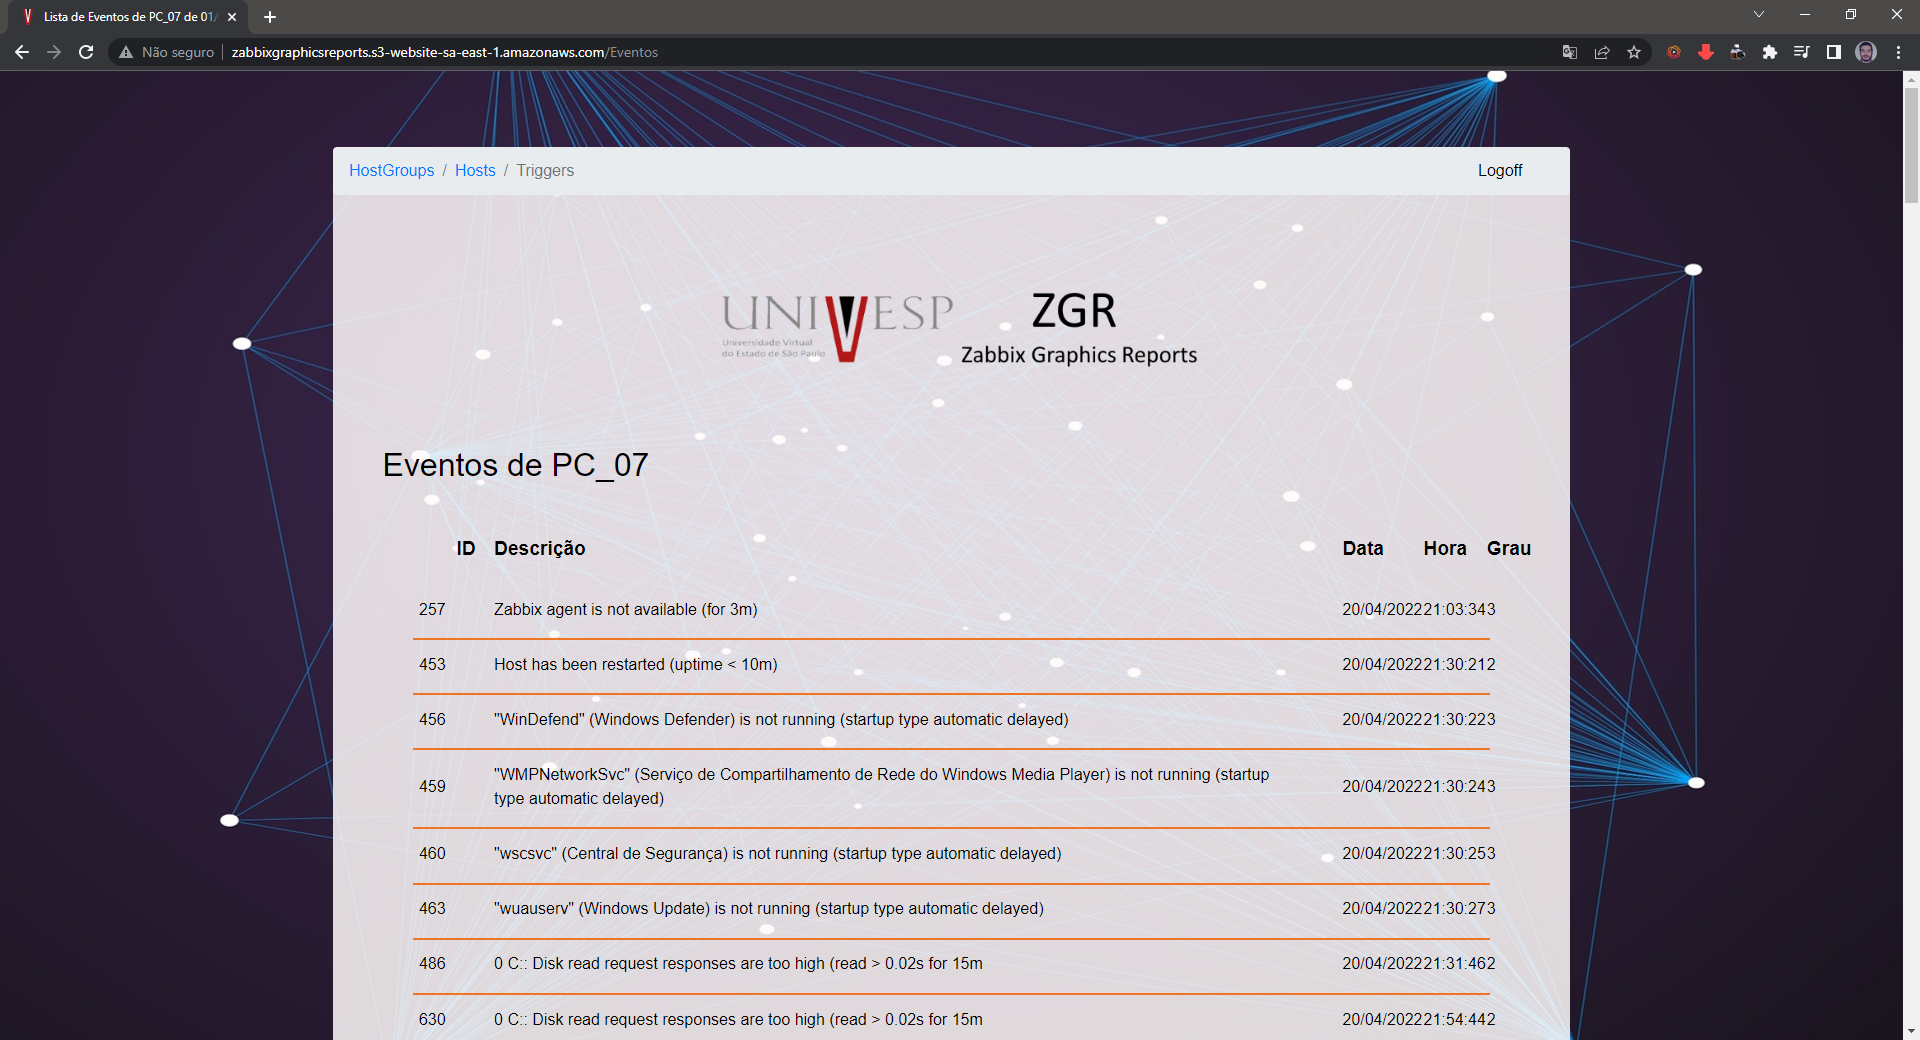 Lista de Eventos de PC_07 de 01/
Não seguro
zabbixgraphicsreports.s3-website-sa-east-1.amazonaws.com/Eventos
HostGroups / Hosts / Triggers
Logoff
UNIVESP
Universidade Virtual
do Estado de São Paulo
ZGR
Zabbix Graphics Reports
Eventos de PC_07
ID Descrição Data Hora Grau
257 Zabbix agent is not available (for 3m) 20/04/202221:03:343
453 Host has been restarted (uptime < 10m) 20/04/202221:30:212
456 "WinDefend" (Windows Defender) is not running (startup type automatic delayed) 20/04/202221:30:223
459 "WMPNetworkSvc" (Serviço de Compartilhamento de Rede do Windows Media Player) is not running (startup
type automatic delayed) 20/04/202221:30:243
460 "wscsvc" (Central de Segurança) is not running (startup type automatic delayed) 20/04/202221:30:253
463 "wuauserv" (Windows Update) is not running (startup type automatic delayed) 20/04/202221:30:273
486 0 C:: Disk read request responses are too high (read > 0.02s for 15m 20/04/202221:31:462
630 0 C:: Disk read request responses are too high (read > 0.02s for 15m 20/04/202221:54:442